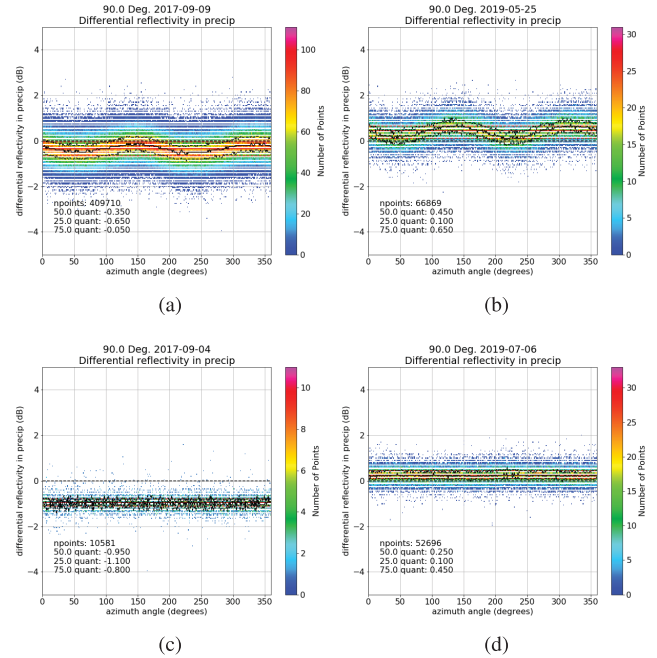 90.0 Deg. 2017-09-09
Differential reflectivity in precip
differential reflectivity in precip (dB)
4
2
0
−2
−4
npoints: 409710
50.0 quant: -0.350
25.0 quant: -0.650
75.0 quant: -0.050
0 50 100 150 200 250 300 350
azimuth angle (degrees)
100
80
60
40
20
0
Number of Points
(a)
90.0 Deg. 2019-05-25
Differential reflectivity in precip
differential reflectivity in precip (dB)
4
2
0
−2
−4
npoints: 66869
50.0 quant: 0.450
25.0 quant: 0.100
75.0 quant: 0.650
0 50 100 150 200 250 300 350
azimuth angle (degrees)
30
25
20
15
10
5
0
Number of Points
(b)
90.0 Deg. 2017-09-04
Differential reflectivity in precip
differential reflectivity in precip (dB)
4
2
0
−2
−4
npoints: 10581
50.0 quant: -0.950
25.0 quant: -1.100
75.0 quant: -0.800
0 50 100 150 200 250 300 350
azimuth angle (degrees)
10
8
6
4
2
0
Number of Points
(c)
90.0 Deg. 2019-07-06
Differential reflectivity in precip
differential reflectivity in precip (dB)
4
2
0
−2
−4
npoints: 52696
50.0 quant: 0.250
25.0 quant: 0.100
75.0 quant: 0.450
0 50 100 150 200 250 300 350
azimuth angle (degrees)
30
25
20
15
10
5
0
Number of Points
(d)